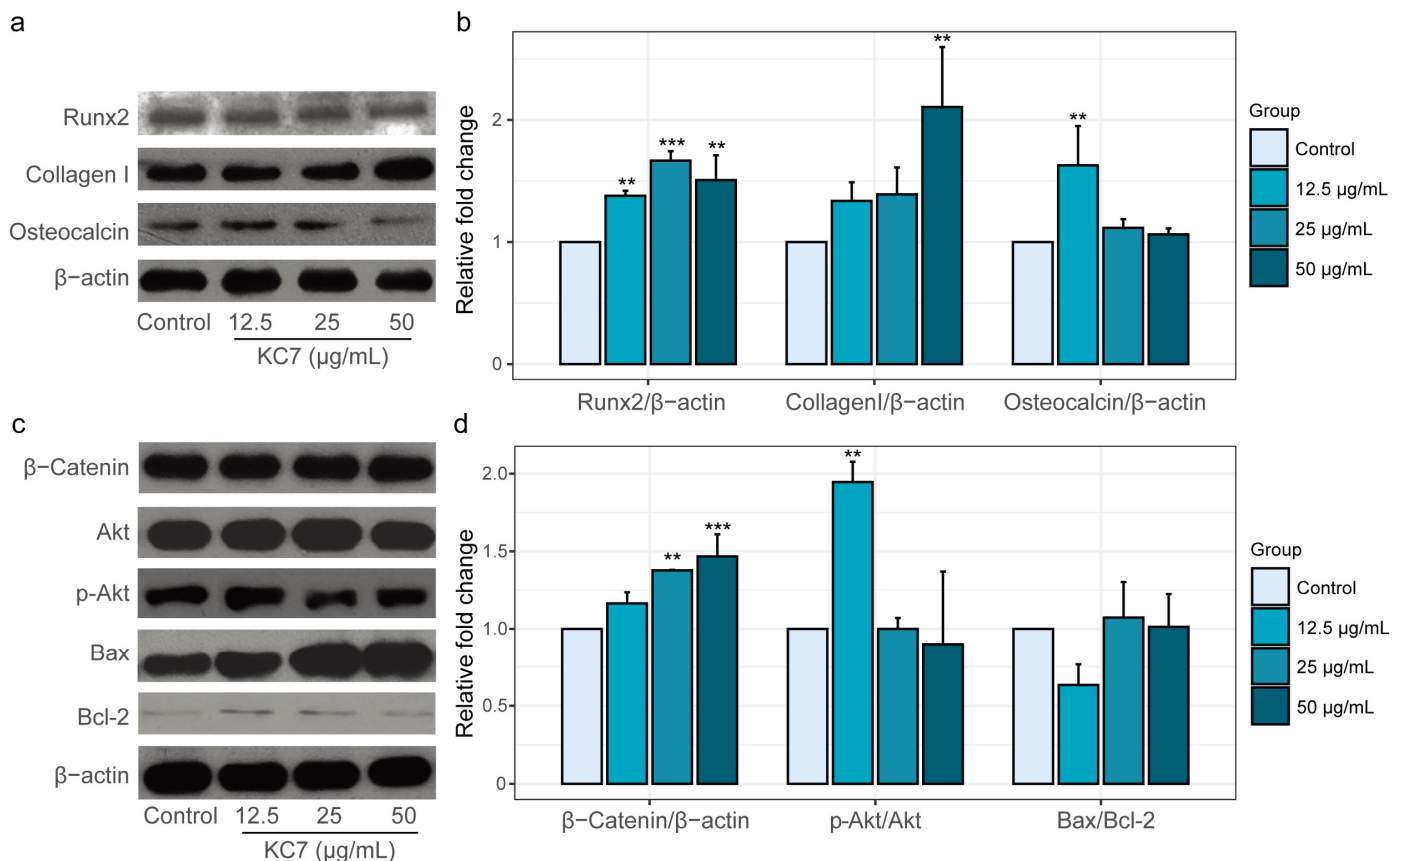 a
Runx2
Collagen I
Osteocalcin
β−actin
Control 12.5 25 50
KC7 (µg/mL)
b
Relative fold change
2
1
0
** *** **
**
**
Runx2/β−actin CollagenI/β−actin Osteocalcin/β−actin
Group
Control
12.5 µg/mL
25 µg/mL
50 µg/mL
c
β−Catenin
Akt
p-Akt
Bax
Bcl-2
β−actin
Control 12.5 25 50
KC7 (µg/mL)
d
Relative fold change
2.0
1.5
1.0
0.5
0
** ***
**
β−Catenin/β−actin p-Akt/Akt Bax/Bcl-2
Group
Control
12.5 µg/mL
25 µg/mL
50 µg/mL